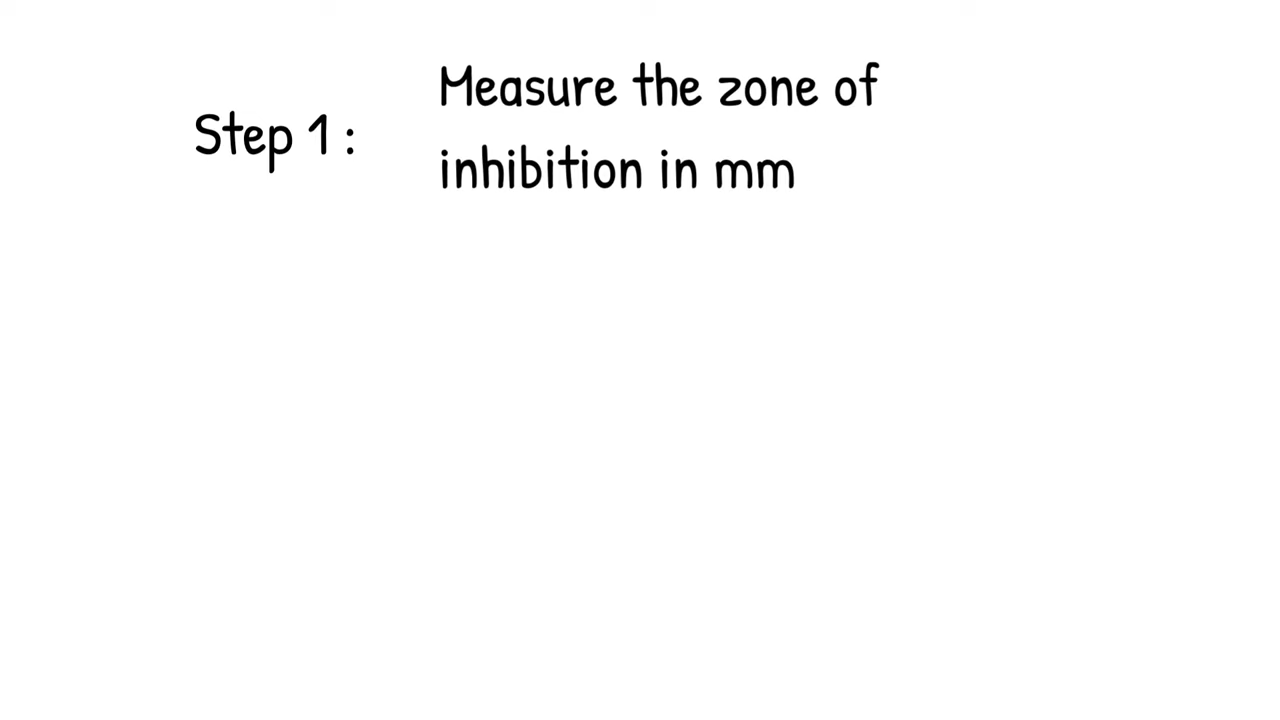 Step 1 :
Measure the zone of
inhibition in mm